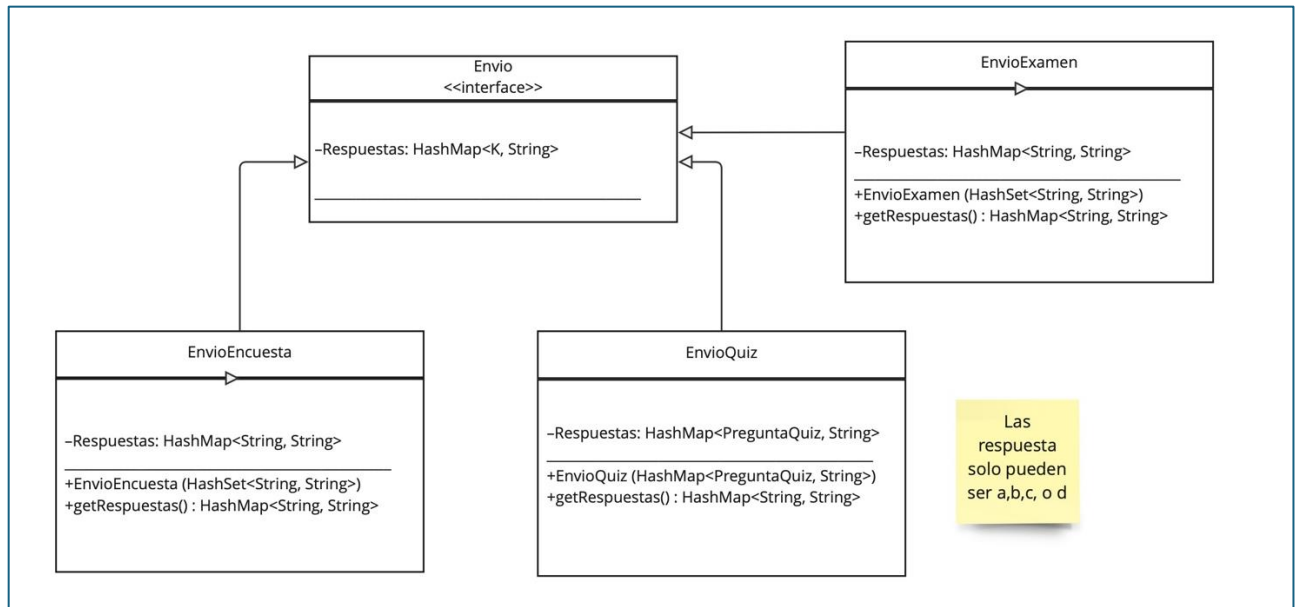 Envio
<<interface>>
–Respuestas: HashMap<K, String>
EnvioExamen
–Respuestas: HashMap<String, String>
+EnvioExamen (HashSet<String, String>)
+getRespuestas() : HashMap<String, String>
EnvioEncuesta
–Respuestas: HashMap<String, String>
+EnvioEncuesta (HashSet<String, String>)
+getRespuestas() : HashMap<String, String>
EnvioQuiz
–Respuestas: HashMap<PreguntaQuiz, String>
+EnvioQuiz (HashMap<PreguntaQuiz, String>)
+getRespuestas() : HashMap<String, String>
Las
respuesta
solo pueden
ser a,b,c, o d